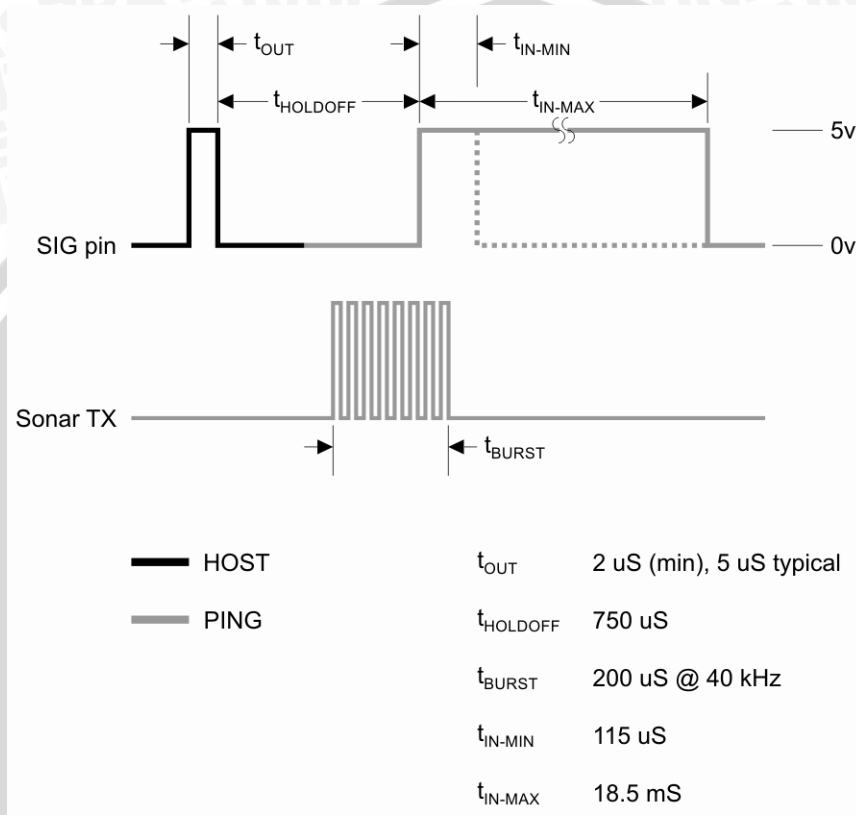 tOUT
tIN-MIN
tHOLDOFF
tIN-MAX
5v
SIG pin
0v
Sonar TX
tBURST
HOST
PING
tOUT 2 uS (min), 5 uS typical
tHOLDOFF 750 uS
tBURST 200 uS @ 40 kHz
tIN-MIN 115 uS
tIN-MAX 18.5 mS